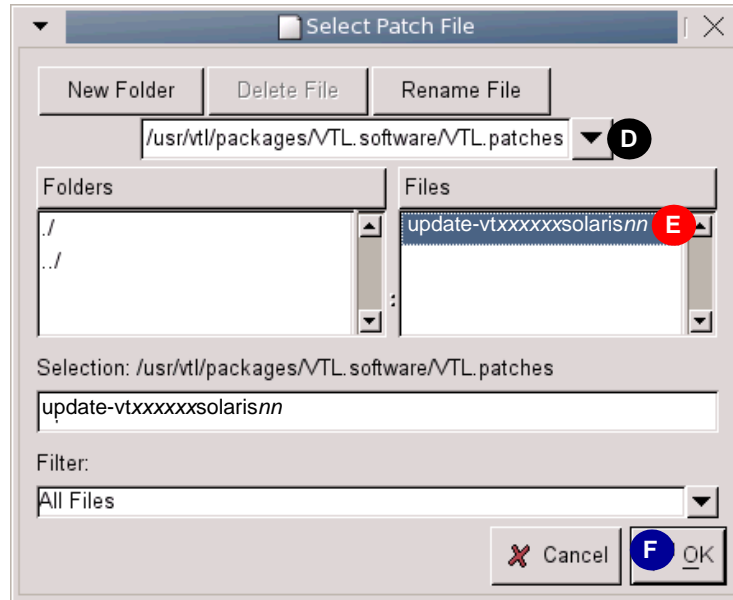 Select Patch File
New Folder Delete File Rename File
/usr/vtl/packages/VTL.software/VTL.patches D
Folders Files
./ update-vtxxxxxxsolarisnn E
../
:
Selection: /usr/vtl/packages/VTL.software/VTL.patches
update-vtxxxxxxsolarisnn
Filter:
All Files
Cancel F OK